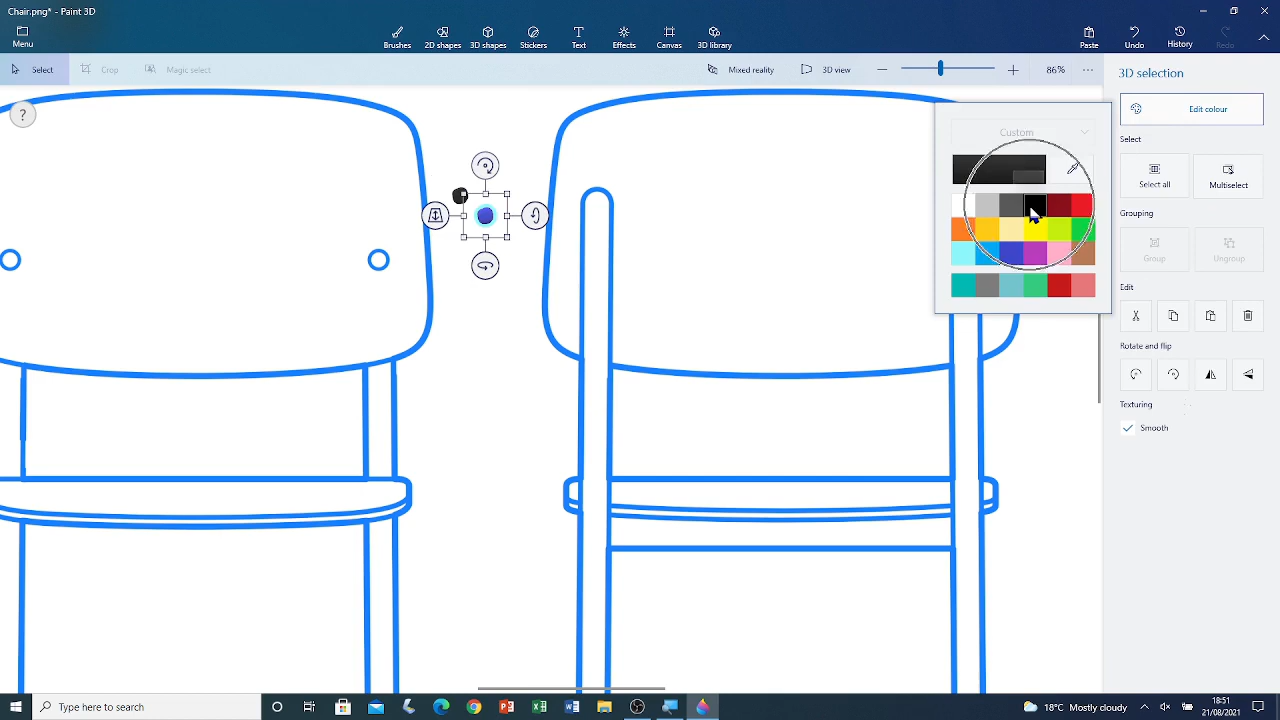 Chair.png* - Paint 3D
Menu
Brushes
2D shapes
3D shapes
Stickers
Text
Effects
Canvas
3D library
Paste
Undo
History
Redo
Select
Crop
Magic select
Mixed reality
3D view
86%
3D selection
Edit colour
Select
Select all
Multiselect
Grouping
Group
Ungroup
Edit
Rotate and flip
Texturing
Smooth
Custom
?
Type here to search
18°C Mostly cloudy
18:51
21/08/2021